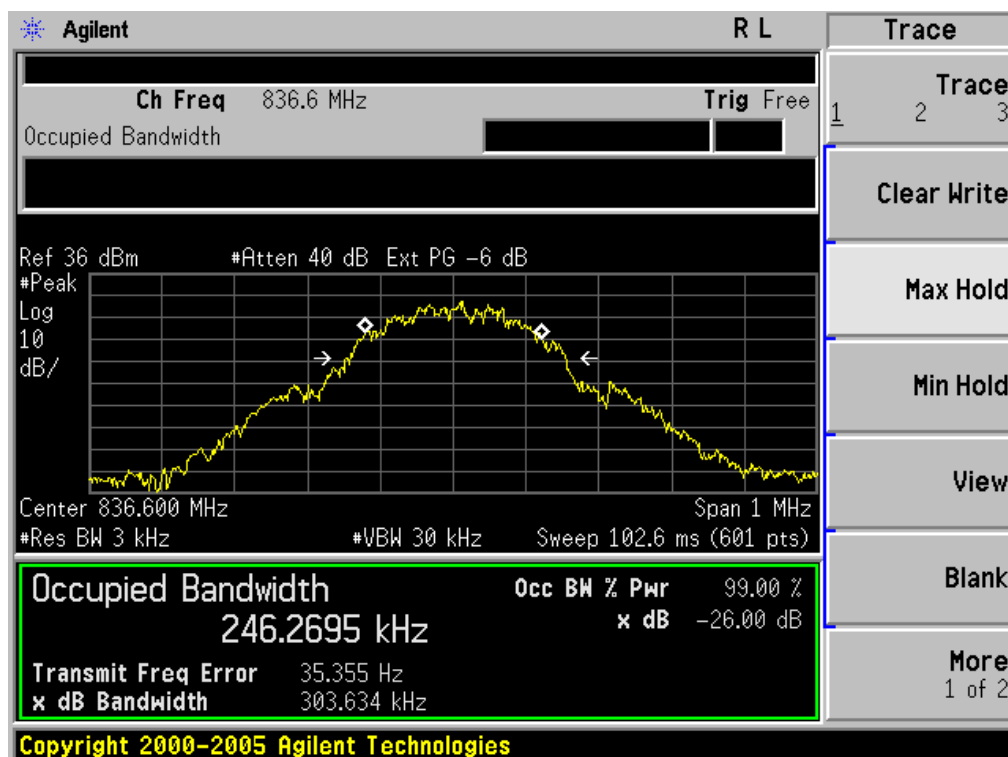 Agilent R L Trace
Ch Freq 836.6 MHz Trig Free
Occupied Bandwidth
Trace
1 2 3
Clear Write
Max Hold
Min Hold
View
Blank
More
1 of 2
Ref 36 dBm #Atten 40 dB Ext PG -6 dB
#Peak
Log
10
dB/
Center 836.600 MHz Span 1 MHz
#Res BW 3 kHz #VBW 30 kHz Sweep 102.6 ms (601 pts)
Occupied Bandwidth Occ BW % Pwr 99.00 %
246.2695 kHz x dB -26.00 dB
Transmit Freq Error 35.355 Hz
x dB Bandwidth 303.634 kHz
Copyright 2000-2005 Agilent Technologies